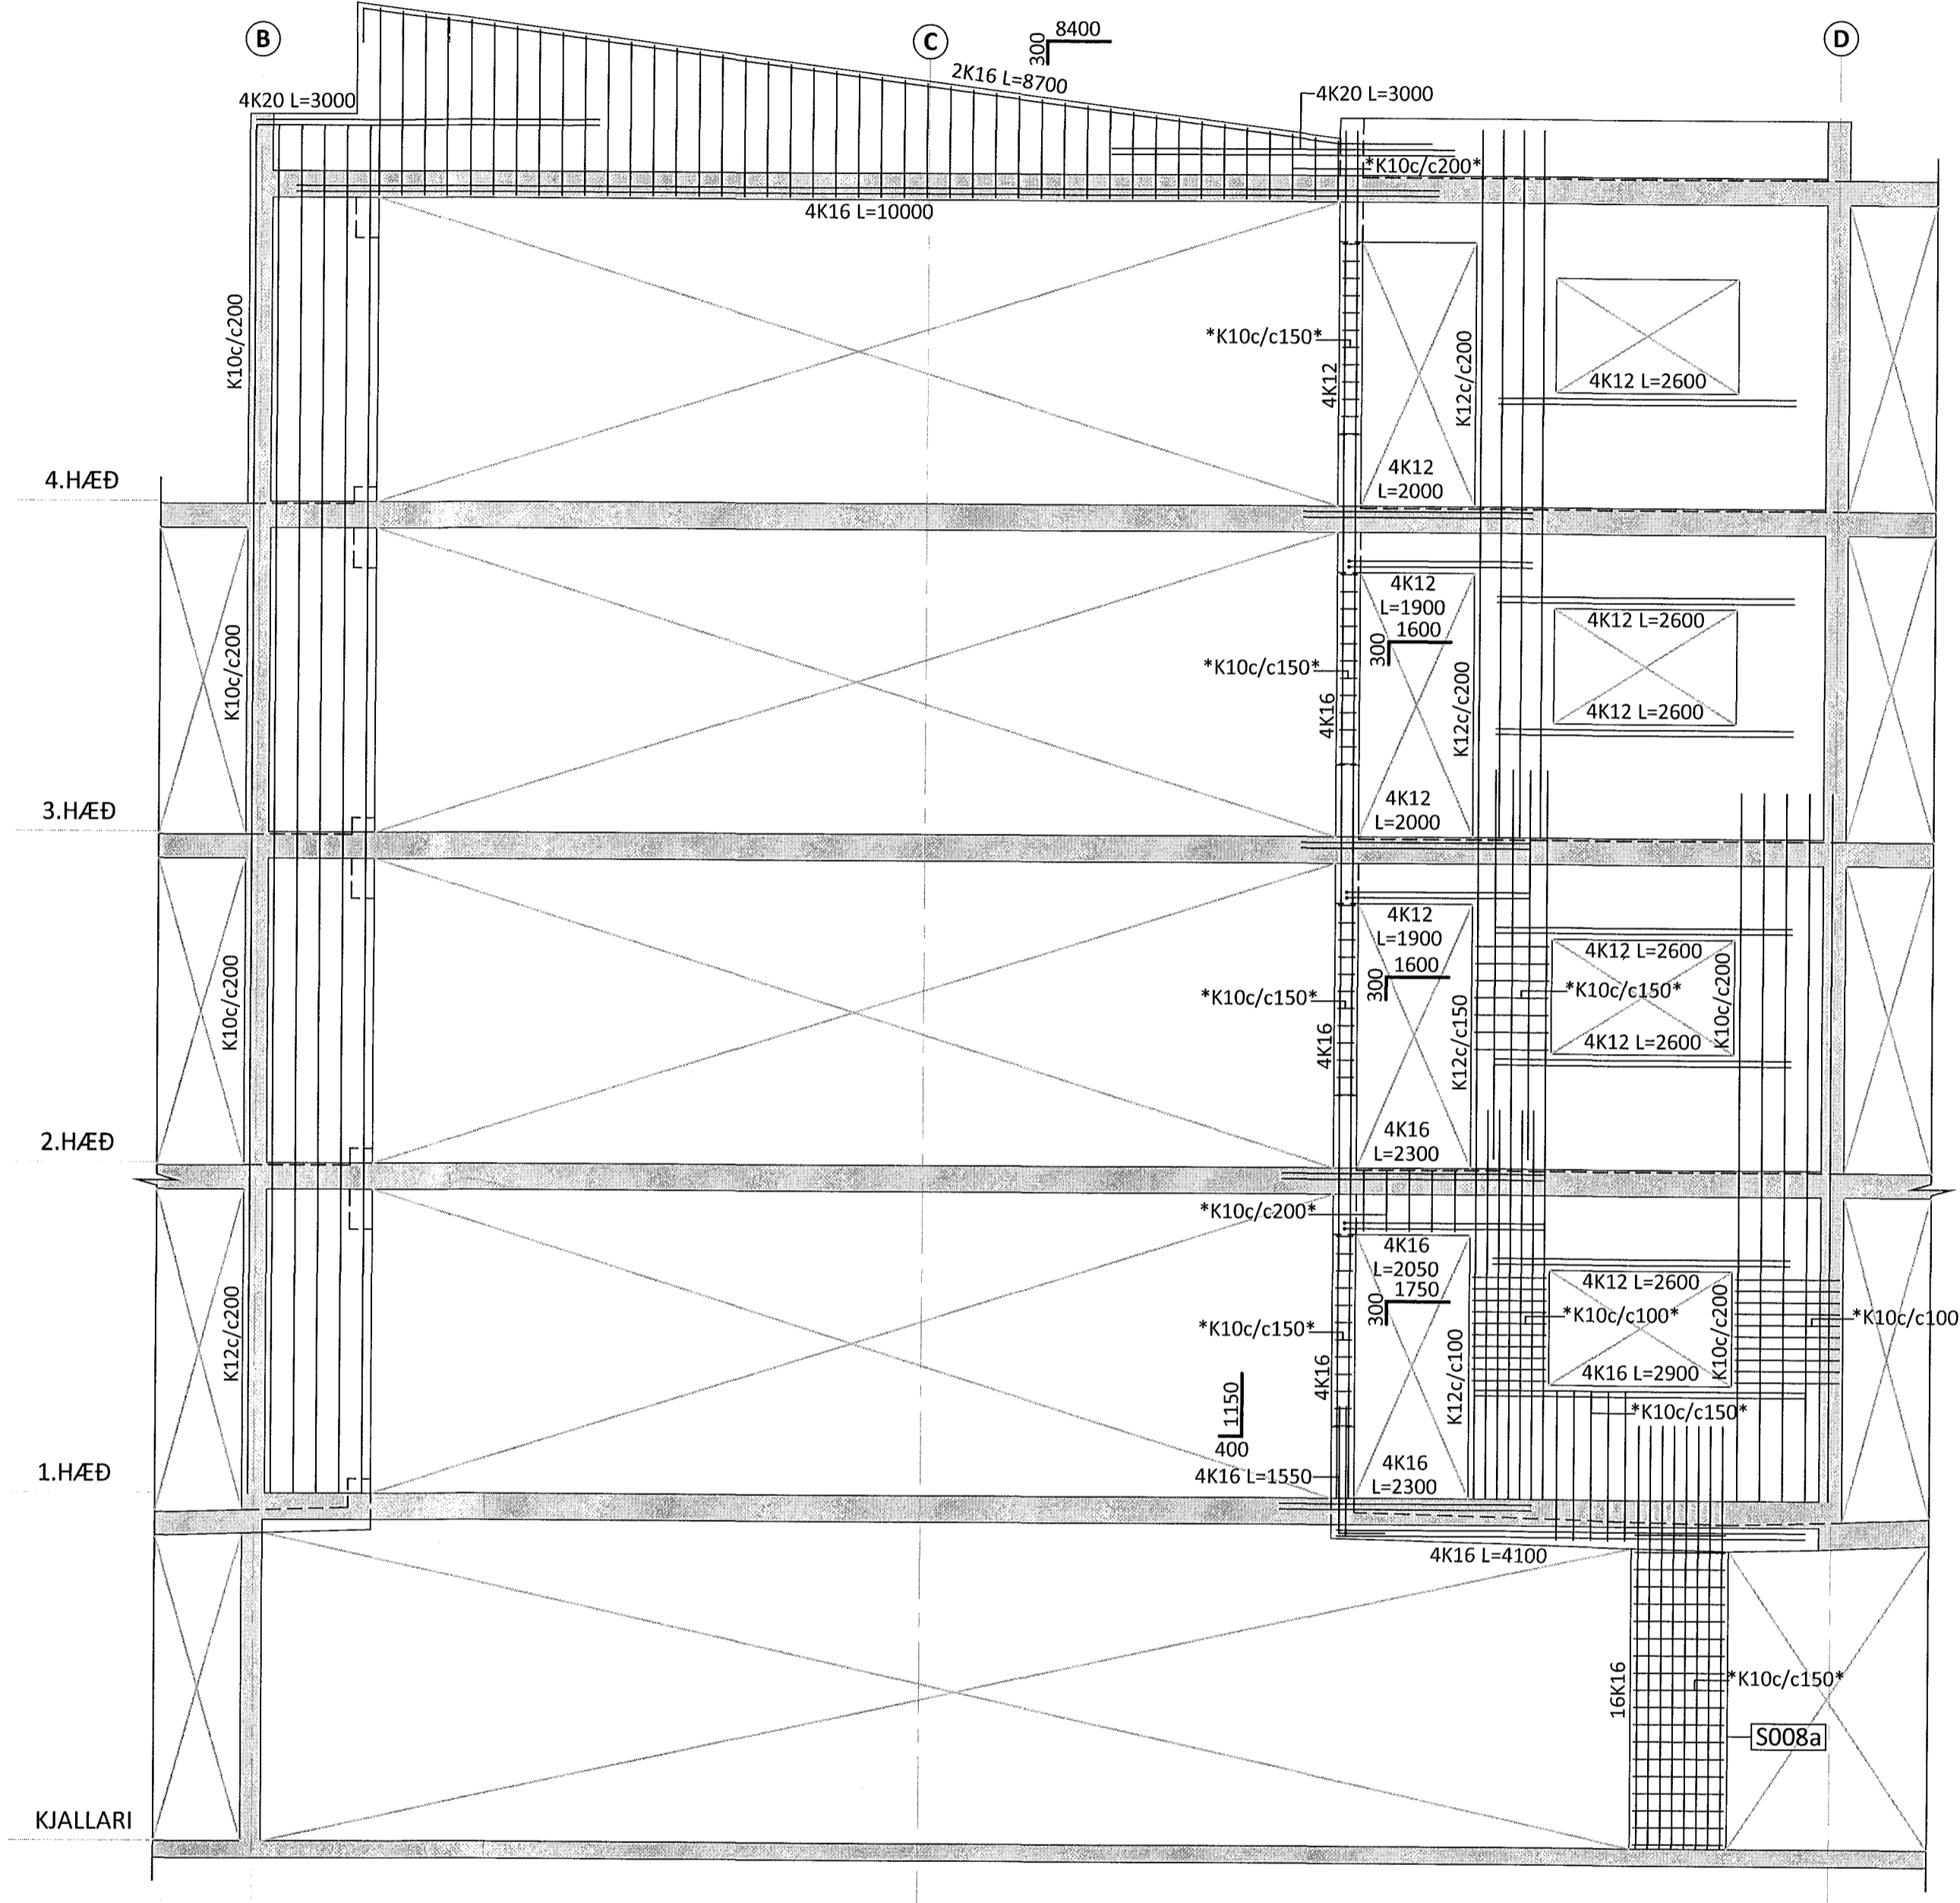 B
C
D
300
8400
2K16 L=8700
4K20 L=3000
4K20 L=3000
*K10c/c200*
4K16 L=10000
K10c/c200
*K10c/c150*
4K12
K12c/c200
4K12 L=2600
4K12
L=2000
4.HÆÐ
4K12
L=1900
300
1600
4K12 L=2600
K10c/c200
*K10c/c150*
4K16
K12c/c200
4K12 L=2600
4K12
L=2000
3.HÆÐ
4K12
L=1900
300
1600
4K12 L=2600
K10c/c200
*K10c/c150*
4K16
K12c/c150
*K10c/c150*
K10c/c200
4K12 L=2600
4K16
L=2300
2.HÆÐ
*K10c/c200*
4K16
L=2050
300
1750
4K12 L=2600
K12c/c200
*K10c/c150*
4K16
K12c/c100
*K10c/c100*
K10c/c200
*K10c/c100
4K16 L=2900
*K10c/c150*
1150
400
4K16 L=1550
4K16
L=2300
1.HÆÐ
4K16 L=4100
16K16
*K10c/c150*
S008a
KJALLARI